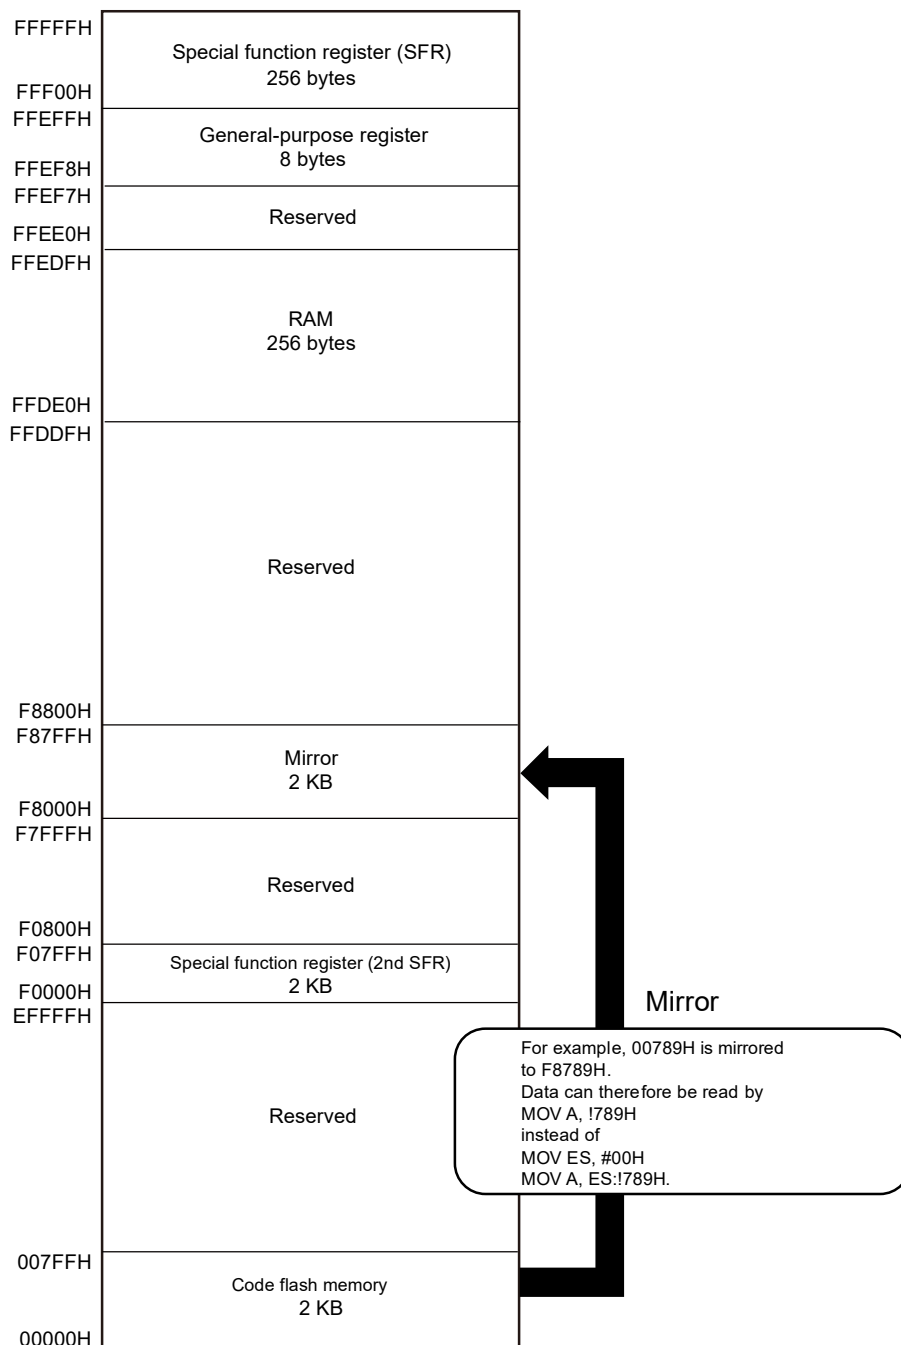 FFFFFH
Special function register (SFR)
256 bytes
FFF00H
FFEFFH
General-purpose register
8 bytes
FFEF8H
FFEF7H
Reserved
FFEE0H
FFEDFH
RAM
256 bytes
FFDE0H
FFDDFH
Reserved
F8800H
F87FFH
Mirror
2 KB
F8000H
F7FFFH
Reserved
F0800H
F07FFH
Special function register (2nd SFR)
2 KB
F0000H
EFFFFH
Mirror
For example, 00789H is mirrored
to F8789H.
Data can therefore be read by
MOV A, !789H
instead of
MOV ES, #00H
MOV A, ES:!789H.
Reserved
007FFH
Code flash memory
2 KB
00000H